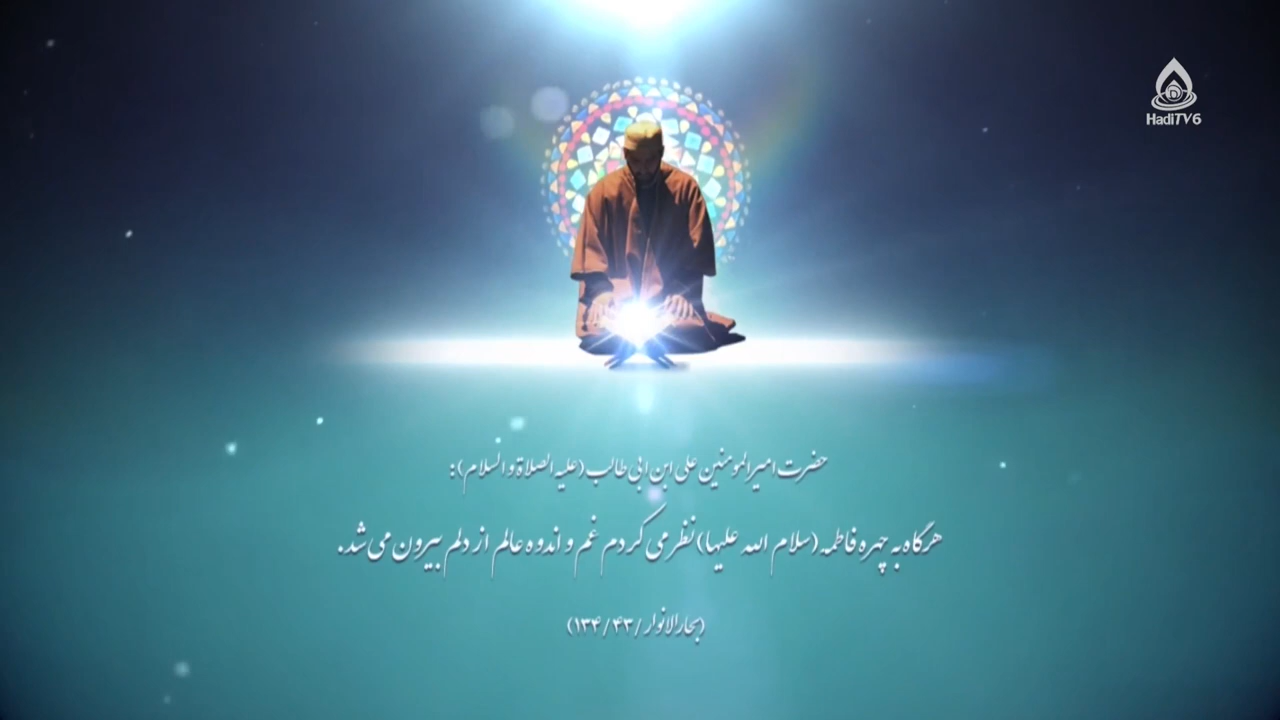 HadiTV6
حضرت امیرالمومنین علی ابن ابی طالب (علیه الصلاة والسلام):
هرگاه به چهره فاطمه (سلام الله علیها) نظر می کردم غم و اندوه عالم از دلم بیرون می شد.
(بحارالانوار/۴۳/۱۳۴)